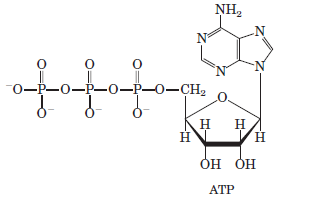 NH₂
N N
O O O N N
⁻O–P–O–P–O–P–O–CH₂ O
O⁻ O⁻ O⁻ H H
H H
OH OH
ATP